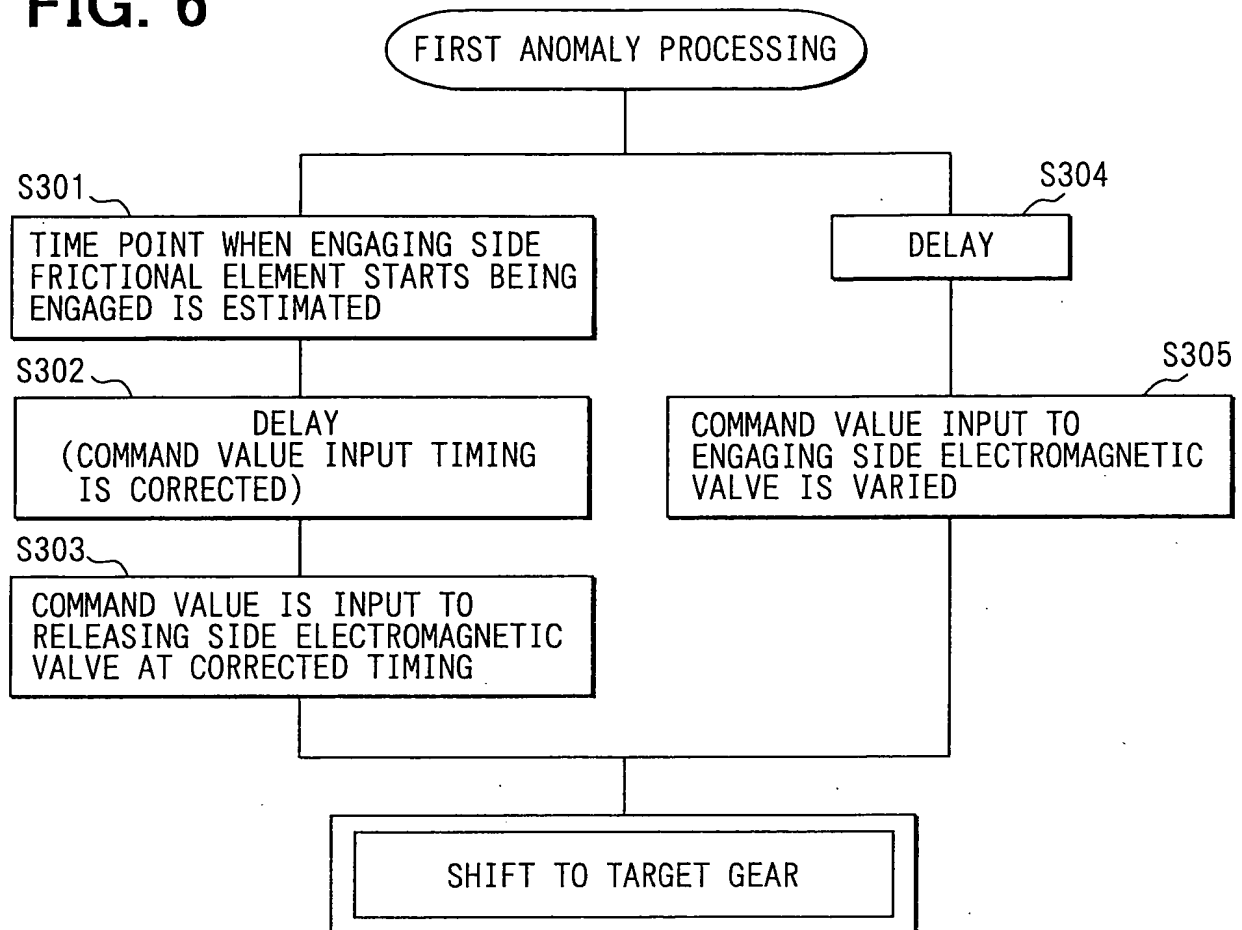 FIG. 6
FIRST ANOMALY PROCESSING
S301
TIME POINT WHEN ENGAGING SIDE
FRICTIONAL ELEMENT STARTS BEING
ENGAGED IS ESTIMATED
S302
DELAY
(COMMAND VALUE INPUT TIMING
IS CORRECTED)
S303
COMMAND VALUE IS INPUT TO
RELEASING SIDE ELECTROMAGNETIC
VALVE AT CORRECTED TIMING
S304
DELAY
S305
COMMAND VALUE INPUT TO
ENGAGING SIDE ELECTROMAGNETIC
VALVE IS VARIED
SHIFT TO TARGET GEAR